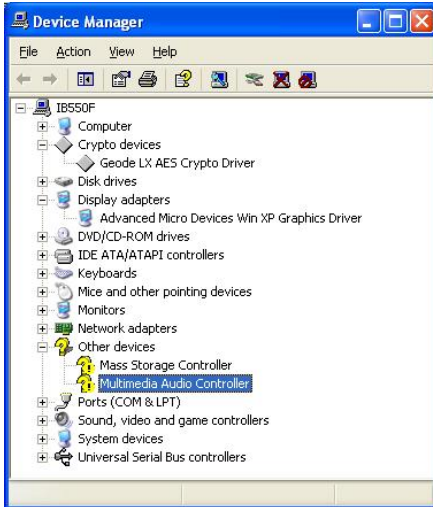 Device Manager
File Action View Help
IB550F
Computer
Crypto devices
Geode LX AES Crypto Driver
Disk drives
Display adapters
Advanced Micro Devices Win XP Graphics Driver
DVD/CD-ROM drives
IDE ATA/ATAPI controllers
Keyboards
Mice and other pointing devices
Monitors
Network adapters
Other devices
Mass Storage Controller
Multimedia Audio Controller
Ports (COM & LPT)
Sound, video and game controllers
System devices
Universal Serial Bus controllers